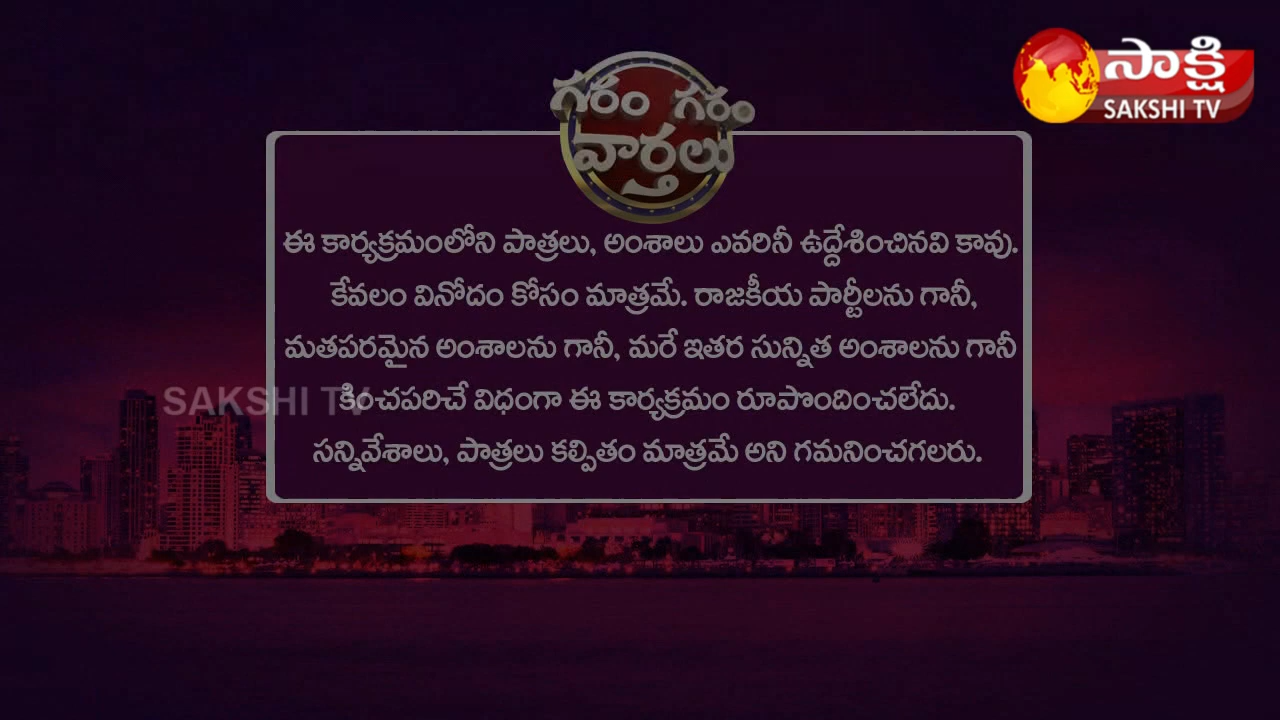 సాక్షి
SAKSHI TV
గరం గరం
వార్తలు
ఈ కార్యక్రమంలోని పాత్రలు, అంశాలు ఎవరినీ ఉద్దేశించినవి కావు.
కేవలం వినోదం కోసం మాత్రమే. రాజకీయ పార్టీలను గానీ,
మతపరమైన అంశాలను గానీ, మరే ఇతర సున్నిత అంశాలను గానీ
కించపరిచే విధంగా ఈ కార్యక్రమం రూపొందించలేదు.
సన్నివేశాలు, పాత్రలు కల్పితం మాత్రమే అని గమనించగలరు.
SAKSHI TV